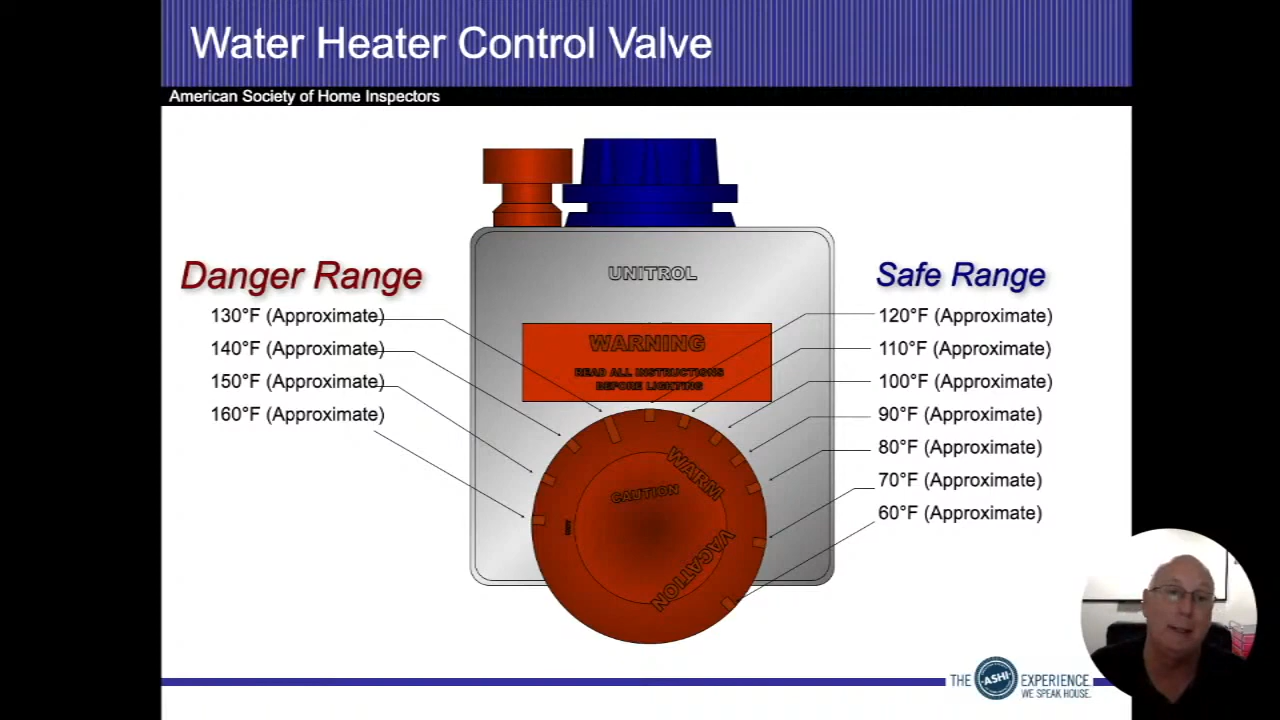 Water Heater Control Valve
American Society of Home Inspectors
UNITROL
Danger Range
130°F (Approximate)
140°F (Approximate)
150°F (Approximate)
160°F (Approximate)
WARNING
READ ALL INSTRUCTIONS
BEFORE LIGHTING
Safe Range
120°F (Approximate)
110°F (Approximate)
100°F (Approximate)
90°F (Approximate)
80°F (Approximate)
70°F (Approximate)
60°F (Approximate)
WARM
CAUTION
VACATION
THE ASHI EXPERIENCE
WE SPEAK HOUSE.